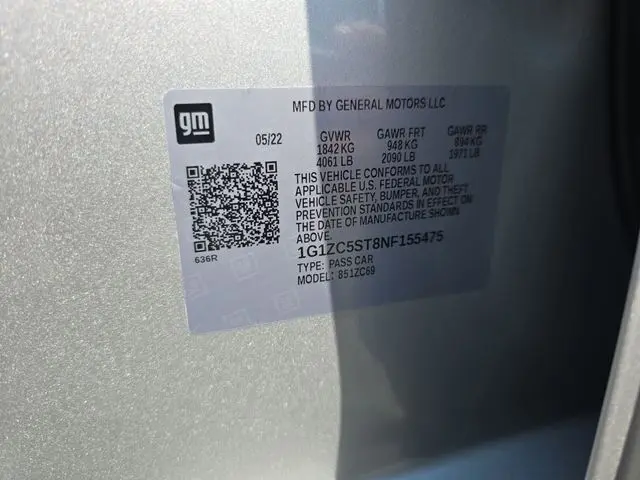 gm
MFD BY GENERAL MOTORS LLC
05/22 GVWR GAWR FRT GAWR RR
1842 KG 948 KG 894 KG
4061 LB 2090 LB 1971 LB
THIS VEHICLE CONFORMS TO ALL
APPLICABLE U.S. FEDERAL MOTOR
VEHICLE SAFETY, BUMPER, AND THEFT
PREVENTION STANDARDS IN EFFECT ON
THE DATE OF MANUFACTURE SHOWN
ABOVE.
636R
1G1ZC5ST8NF155475
TYPE: PASS CAR
MODEL: 851ZC69